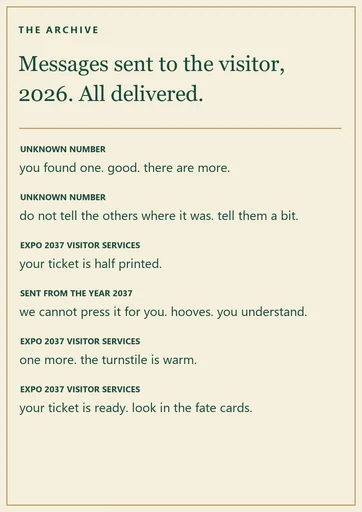 THE ARCHIVE
Messages sent to the visitor,
2026. All delivered.
UNKNOWN NUMBER
you found one. good. there are more.
UNKNOWN NUMBER
do not tell the others where it was. tell them a bit.
EXPO 2037 VISITOR SERVICES
your ticket is half printed.
SENT FROM THE YEAR 2037
we cannot press it for you. hooves. you understand.
EXPO 2037 VISITOR SERVICES
one more. the turnstile is warm.
EXPO 2037 VISITOR SERVICES
your ticket is ready. look in the fate cards.